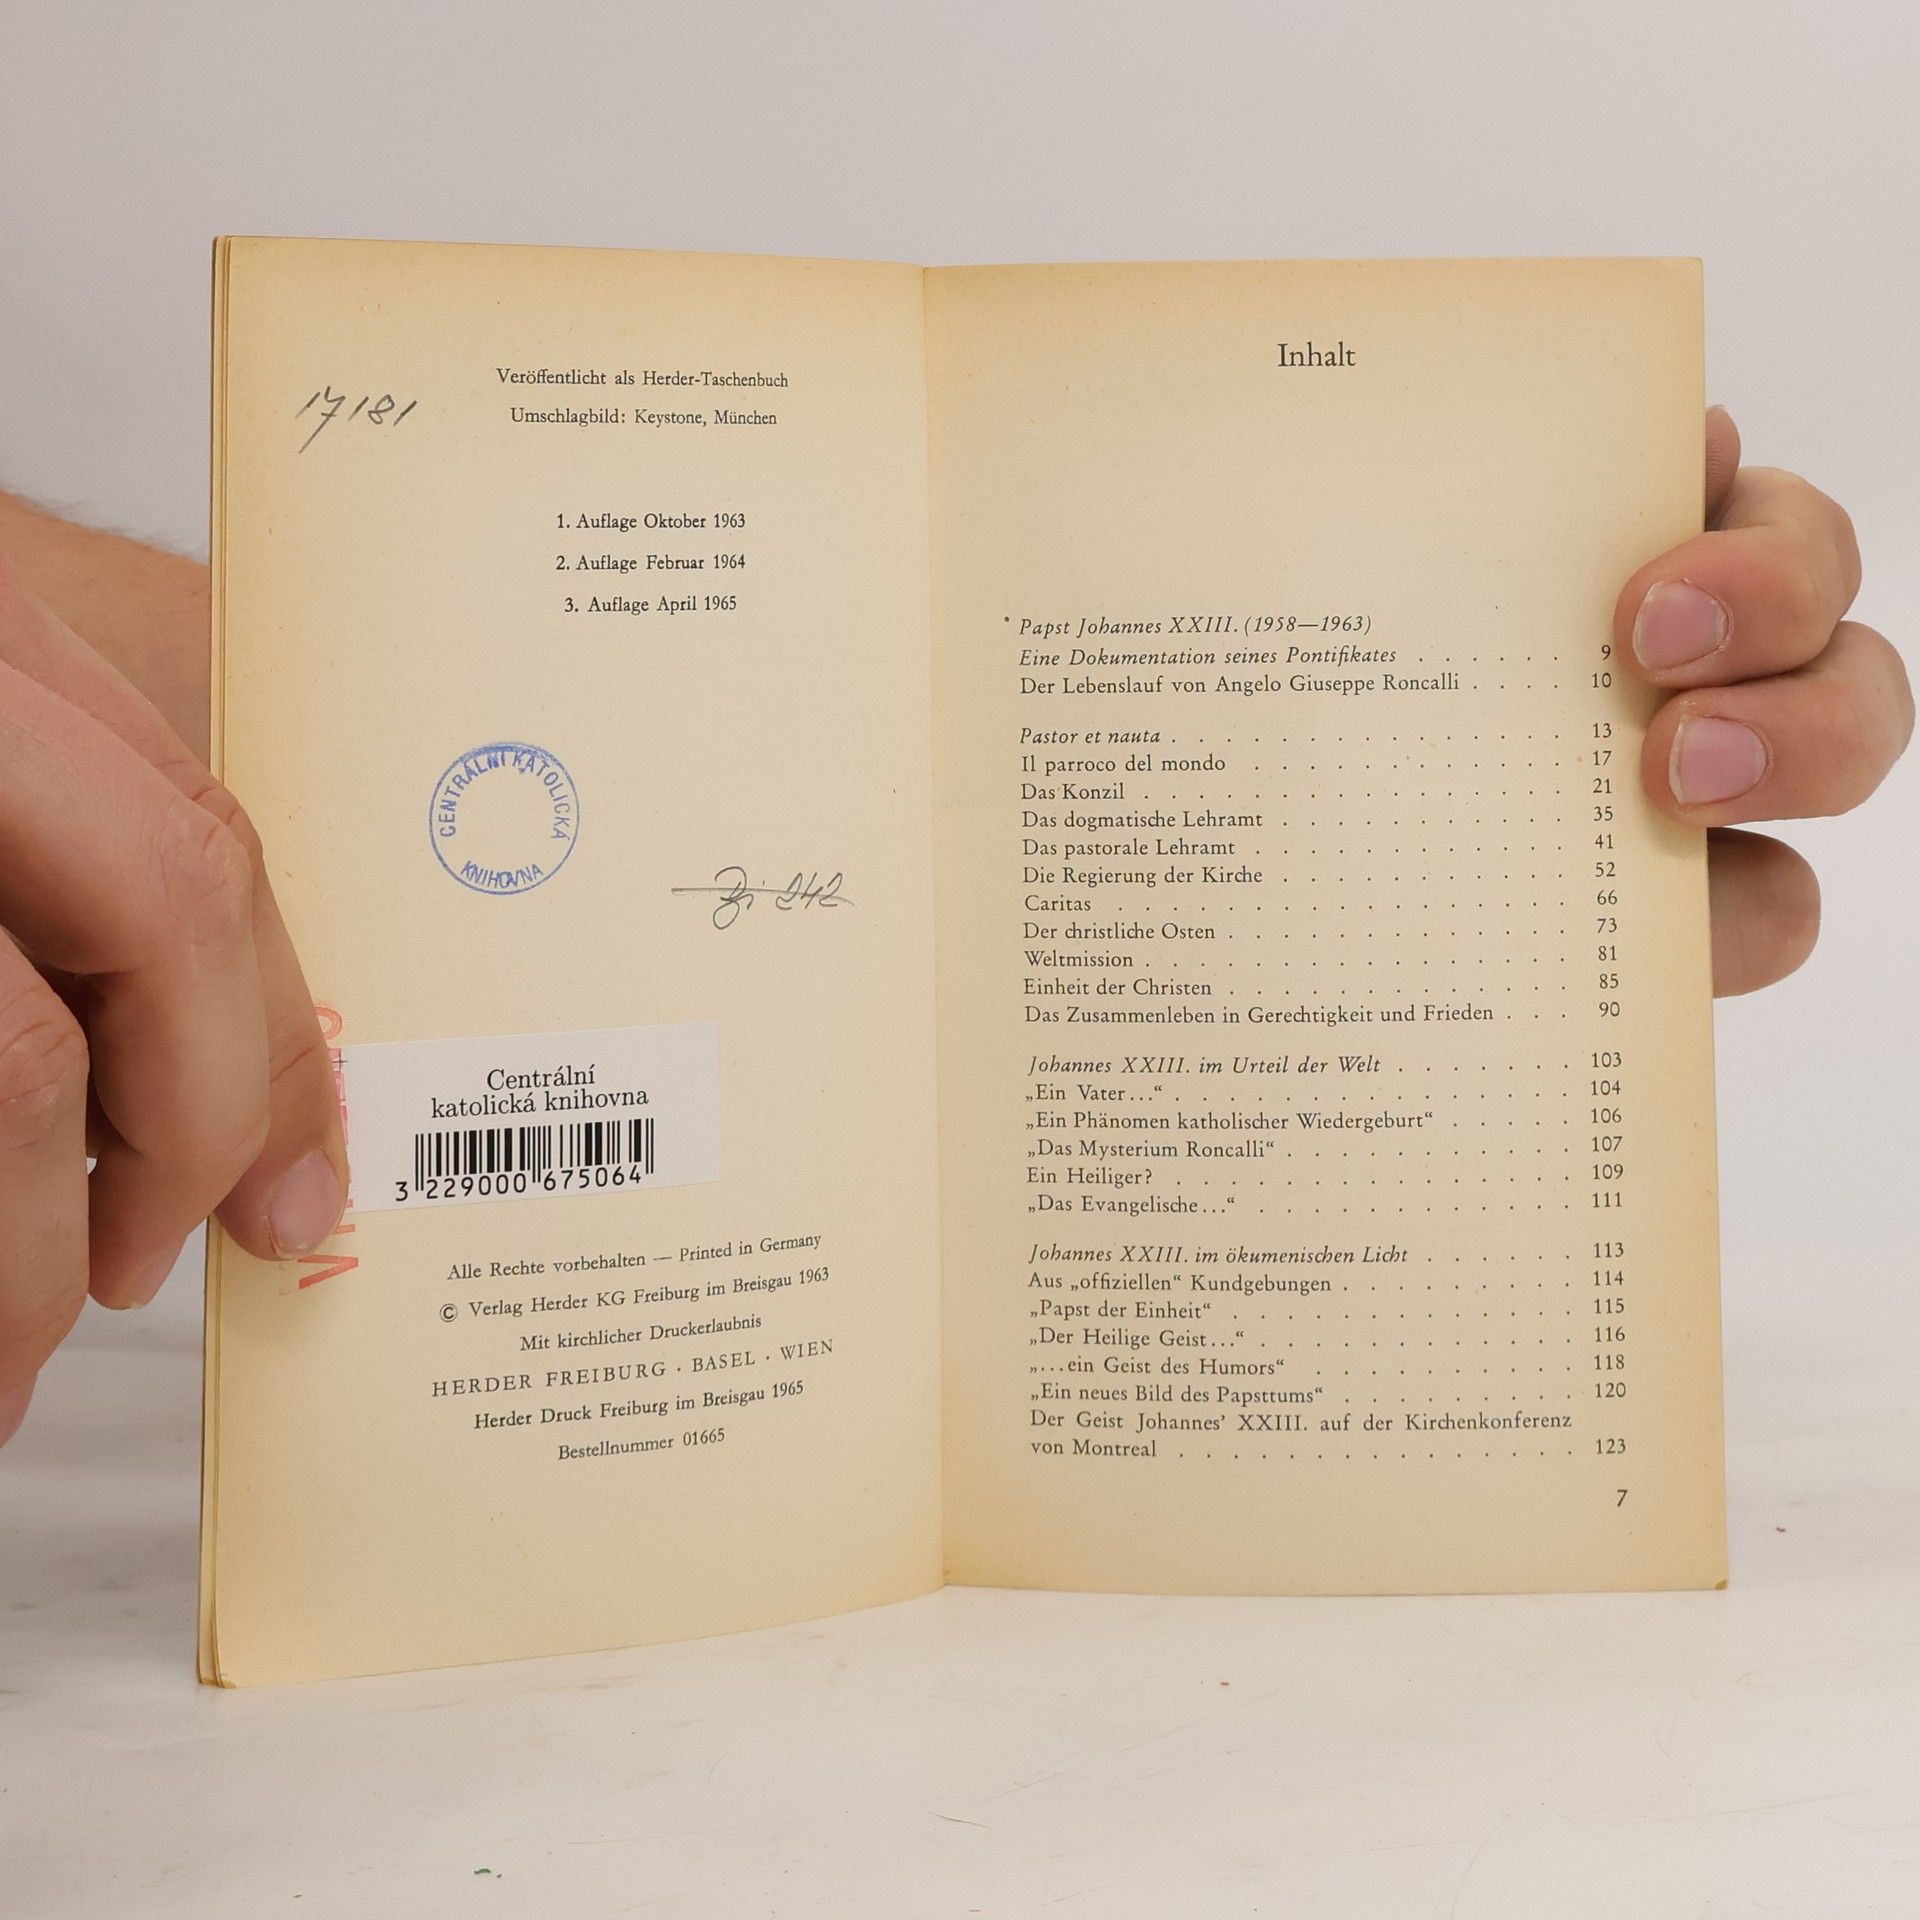 17181
Veröffentlicht als Herder-Taschenbuch
Umschlagbild: Keystone, München
1. Auflage Oktober 1963
2. Auflage Februar 1964
3. Auflage April 1965
CENTRÁLNÍ KATOLICKÁ
KNIHOVNA
242
Centrální
katolická knihovna
3 229000 675064
Alle Rechte vorbehalten — Printed in Germany
© Verlag Herder KG Freiburg im Breisgau 1963
Mit kirchlicher Druckerlaubnis
HERDER FREIBURG · BASEL · WIEN
Herder Druck Freiburg im Breisgau 1965
Bestellnummer 01665
Inhalt
Papst Johannes XXIII. (1958—1963)
Eine Dokumentation seines Pontifikates . . . . . . 9
Der Lebenslauf von Angelo Giuseppe Roncalli . . . . 10
Pastor et nauta . . . . . . . . . . . . . . . 13
Il parroco del mondo . . . . . . . . . . . . 17
Das Konzil . . . . . . . . . . . . . . . . 21
Das dogmatische Lehramt . . . . . . . . . . . 35
Das pastorale Lehramt . . . . . . . . . . . . 41
Die Regierung der Kirche . . . . . . . . . . . 52
Caritas . . . . . . . . . . . . . . . . . 66
Der christliche Osten . . . . . . . . . . . . . 73
Weltmission . . . . . . . . . . . . . . . . 81
Einheit der Christen . . . . . . . . . . . . . 85
Das Zusammenleben in Gerechtigkeit und Frieden . . . 90
Johannes XXIII. im Urteil der Welt . . . . . . . 103
„Ein Vater...“ . . . . . . . . . . . . . . . 104
„Ein Phänomen katholischer Wiedergeburt“ . . . . . 106
„Das Mysterium Roncalli“ . . . . . . . . . . . 107
Ein Heiliger? . . . . . . . . . . . . . . . 109
„Das Evangelische...“ . . . . . . . . . . . . 111
Johannes XXIII. im ökumenischen Licht . . . . . . 113
Aus „offiziellen“ Kundgebungen . . . . . . . . . 114
„Papst der Einheit“ . . . . . . . . . . . . . 115
„Der Heilige Geist...“ . . . . . . . . . . . . 116
„...ein Geist des Humors“ . . . . . . . . . . 118
„Ein neues Bild des Papsttums“ . . . . . . . . . 120
Der Geist Johannes’ XXIII. auf der Kirchenkonferenz
von Montreal . . . . . . . . . . . . . . . 123
7